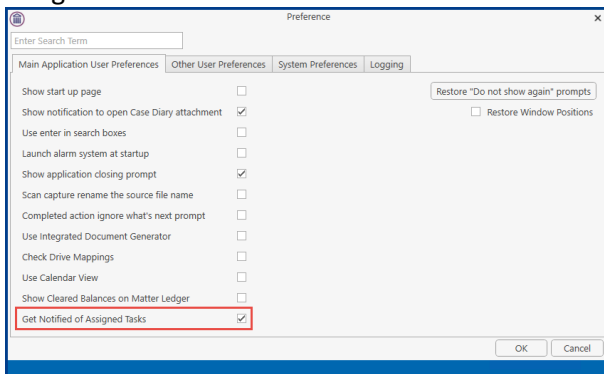 Preference
Enter Search Term
Main Application User Preferences Other User Preferences System Preferences Logging
Show start up page
Restore "Do not show again" prompts
Show notification to open Case Diary attachment
Restore Window Positions
Use enter in search boxes
Launch alarm system at startup
Show application closing prompt
Scan capture rename the source file name
Completed action ignore what's next prompt
Use Integrated Document Generator
Check Drive Mappings
Use Calendar View
Show Cleared Balances on Matter Ledger
Get Notified of Assigned Tasks
OK Cancel